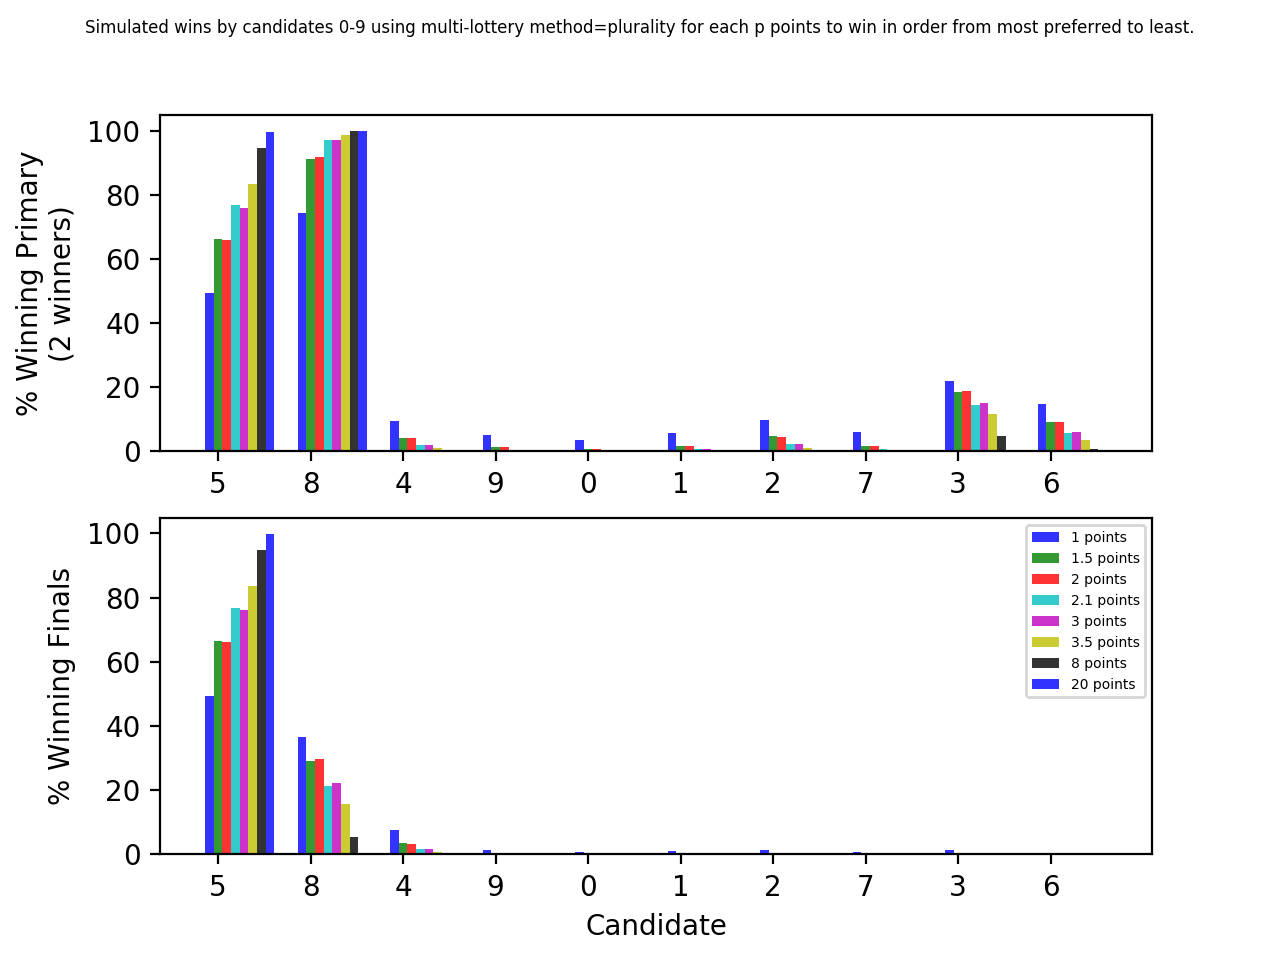 Simulated wins by candidates 0-9 using multi-lottery method=plurality for each p points to win in order from most preferred to least.
% Winning Primary
(2 winners)
100
80
60
40
20
0
5 8 4 9 0 1 2 7 3 6
% Winning Finals
100
80
60
40
20
0
1 points
1.5 points
2 points
2.1 points
3 points
3.5 points
8 points
20 points
5 8 4 9 0 1 2 7 3 6
Candidate